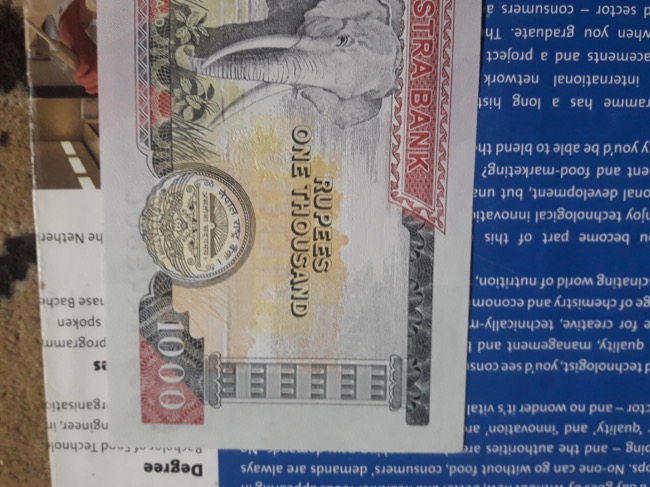 1000
RUPEES
ONE THOUSAND
STRA BANK
Degree
Bachelor of Food Technol
ngineer, in
rganisati
es
programm
spoken
hase Bache
he Nether
ps. No-one can go without food, consumers' demands are always
ping – and the authorities are
'quality' and 'innovation' ar
ctor – and no wonder it's vital
d technologist, you'd see cons
quality, management and
e for creative, technically-m
ge of chemistry and econom
cinating world of nutrition,
u become part of this
njoy technological innovati
onal development, but una
ent and food-marketing?
y you'd be able to blend th
ramme has a long hist
international network
acements and a project
when you graduate. Th
d sector – consumers a